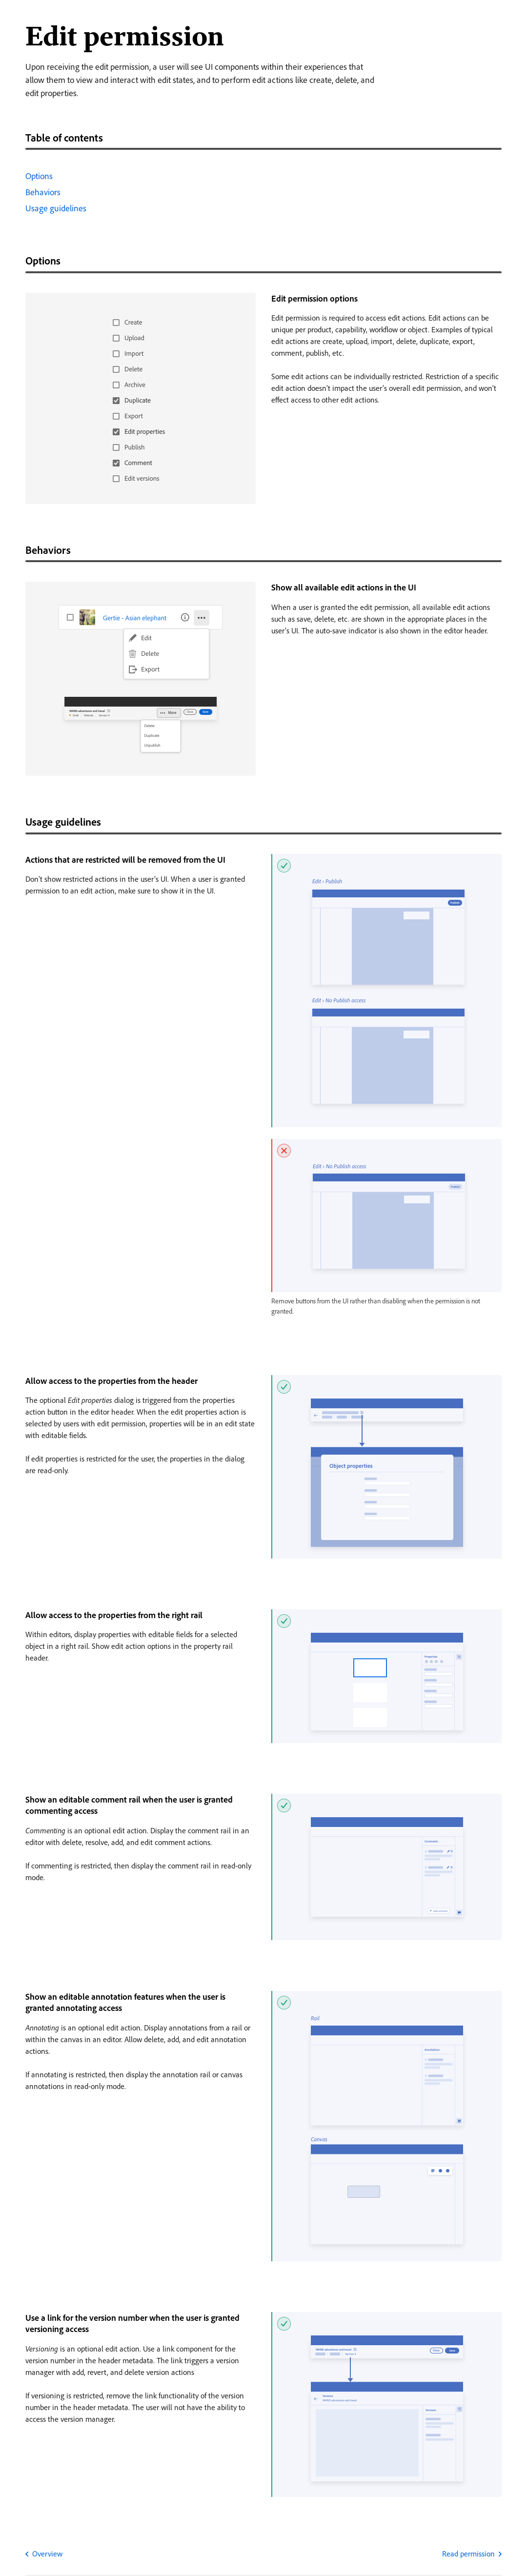 Edit permission
Upon receiving the edit permission, a user will see UI components within their experiences that
allow them to view and interact with edit states, and to perform edit actions like create, delete, and
edit properties.
Table of contents
Options
Behaviors
Usage guidelines
Options
Create
Upload
Import
Delete
Archive
Duplicate
Export
Edit properties
Publish
Comment
Edit versions
Edit permission options
Edit permission is required to access edit actions. Edit actions can be
unique per product, capability, workflow or object. Examples of typical
edit actions are create, upload, import, delete, duplicate, export,
comment, publish, etc.
Some edit actions can be individually restricted. Restriction of a specific
edit action doesn't impact the user's overall edit permission, and won't
effect access to other edit actions.
Behaviors
Gertie - Asian elephant
Edit
Delete
Export
More
Delete
Duplicate
Unpublish
Show all available edit actions in the UI
When a user is granted the edit permission, all available edit actions
such as save, delete, etc. are shown in the appropriate places in the
user's UI. The auto-save indicator is also shown in the editor header.
Usage guidelines
Actions that are restricted will be removed from the UI
Don't show restricted actions in the user's UI. When a user is granted
permission to an edit action, make sure to show it in the UI.
Edit › Publish
Publish
Edit › No Publish access
Edit › No Publish access
Publish
Remove buttons from the UI rather than disabling when the permission is not
granted.
Allow access to the properties from the header
The optional Edit properties dialog is triggered from the properties
action button in the editor header. When the edit properties action is
selected by users with edit permission, properties will be in an edit state
with editable fields.
If edit properties is restricted for the user, the properties in the dialog
are read-only.
Object properties
Allow access to the properties from the right rail
Within editors, display properties with editable fields for a selected
object in a right rail. Show edit action options in the property rail
header.
Properties
Show an editable comment rail when the user is granted
commenting access
Commenting is an optional edit action. Display the comment rail in an
editor with delete, resolve, add, and edit comment actions.
If commenting is restricted, then display the comment rail in read-only
mode.
Comments
Show an editable annotation features when the user is
granted annotating access
Annotating is an optional edit action. Display annotations from a rail or
within the canvas in an editor. Allow delete, add, and edit annotation
actions.
If annotating is restricted, then display the annotation rail or canvas
annotations in read-only mode.
Rail
Annotations
Canvas
Use a link for the version number when the user is granted
versioning access
Versioning is an optional edit action. Use a link component for the
version number in the header metadata. The link triggers a version
manager with add, revert, and delete version actions
If versioning is restricted, remove the link functionality of the version
number in the header metadata. The user will not have the ability to
access the version manager.
Versions
Versions
Overview
Read permission